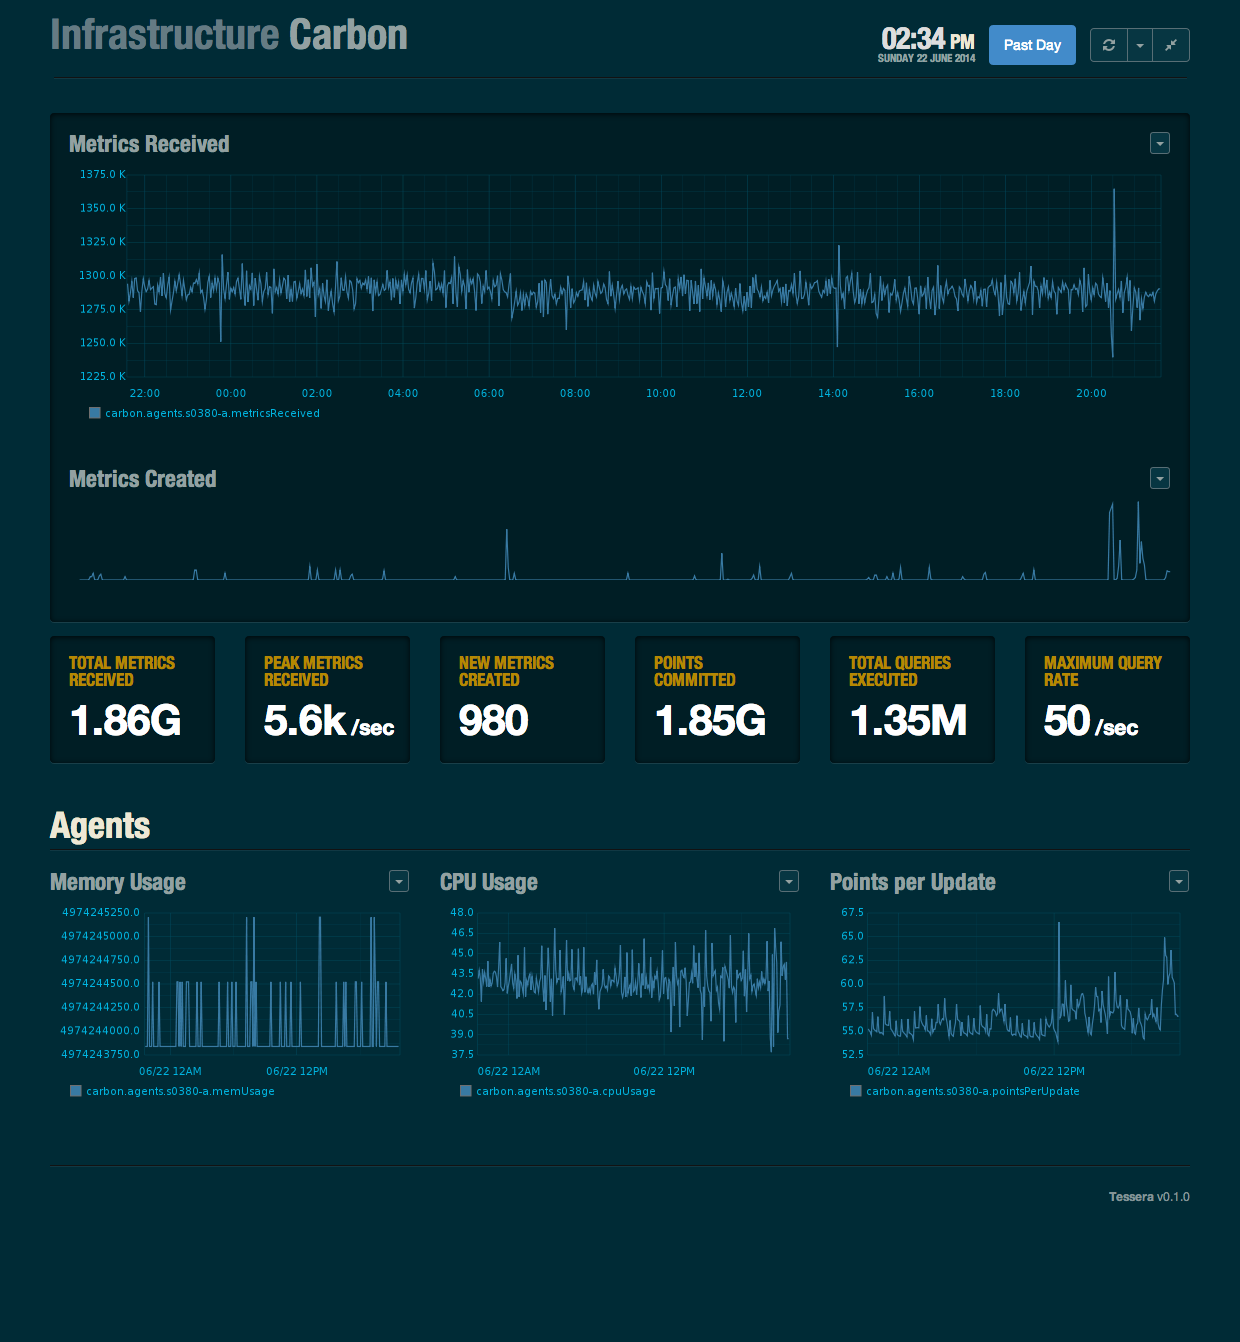 Infrastructure Carbon
02:34 PM
SUNDAY 22 JUNE 2014
Past Day
Metrics Received
1375.0 K
1350.0 K
1325.0 K
1300.0 K
1275.0 K
1250.0 K
1225.0 K
22:00 00:00 02:00 04:00 06:00 08:00 10:00 12:00 14:00 16:00 18:00 20:00
carbon.agents.s0380-a.metricsReceived
Metrics Created
TOTAL METRICS
RECEIVED
1.86G
PEAK METRICS
RECEIVED
5.6k /sec
NEW METRICS
CREATED
980
POINTS
COMMITTED
1.85G
TOTAL QUERIES
EXECUTED
1.35M
MAXIMUM QUERY
RATE
50 /sec
Agents
Memory Usage
4974245250.0
4974245000.0
4974244750.0
4974244500.0
4974244250.0
4974244000.0
4974243750.0
06/22 12AM 06/22 12PM
carbon.agents.s0380-a.memUsage
CPU Usage
48.0
46.5
45.0
43.5
42.0
40.5
39.0
37.5
06/22 12AM 06/22 12PM
carbon.agents.s0380-a.cpuUsage
Points per Update
67.5
65.0
62.5
60.0
57.5
55.0
52.5
06/22 12AM 06/22 12PM
carbon.agents.s0380-a.pointsPerUpdate
Tessera v0.1.0